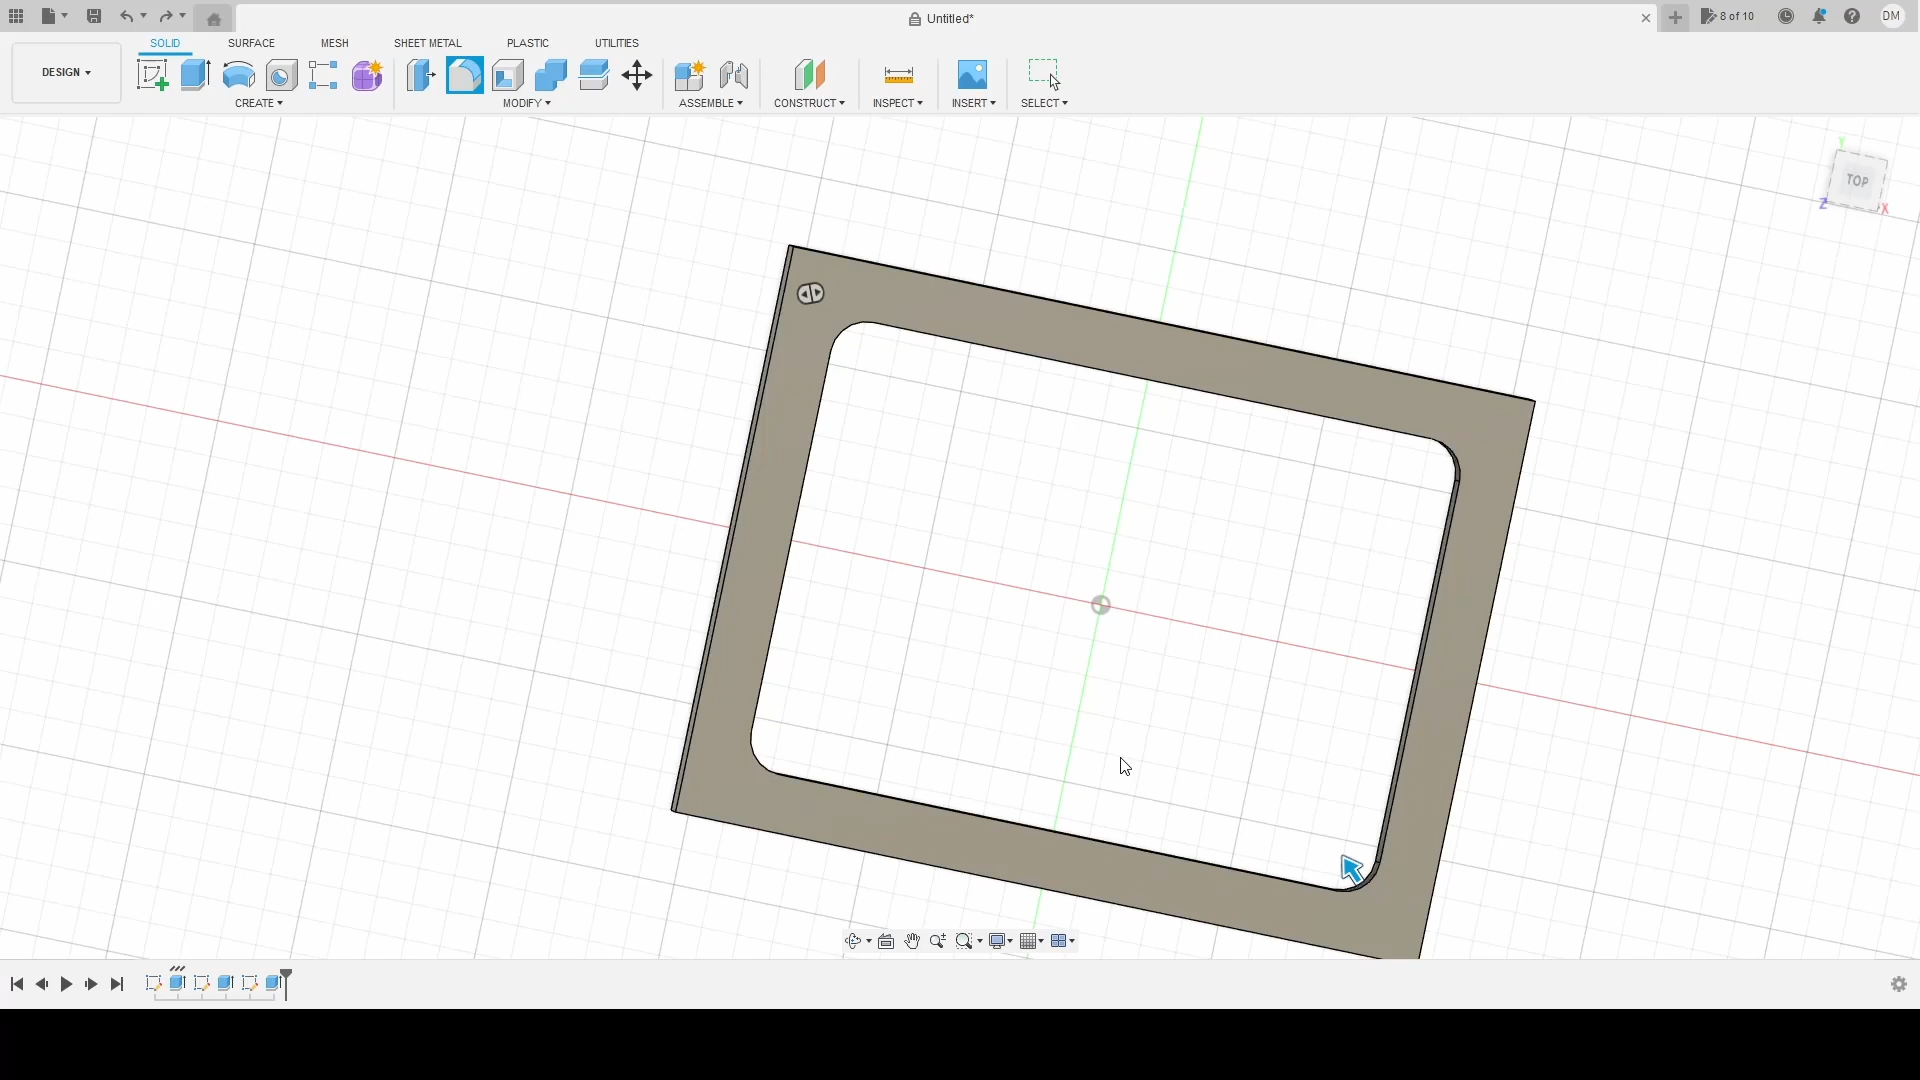 Untitled*
8 of 10
DM
DESIGN
SOLID
SURFACE
MESH
SHEET METAL
PLASTIC
UTILITIES
CREATE
MODIFY
ASSEMBLE
CONSTRUCT
INSPECT
INSERT
SELECT
Y
TOP
Z
X